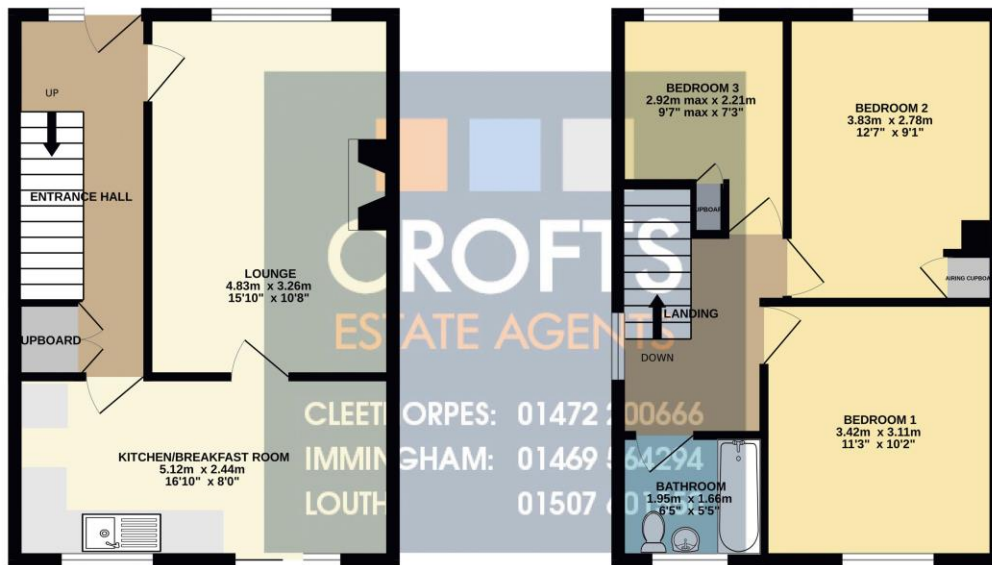 UP
ENTRANCE HALL
LOUNGE
4.83m x 3.26m
15'10" x 10'8"
UPBOARD
KITCHEN/BREAKFAST ROOM
5.12m x 2.44m
16'10" x 8'0"
BEDROOM 3
2.92m max x 2.21m
9'7" max x 7'3"
BEDROOM 2
3.83m x 2.78m
12'7" x 9'1"
UPBOAR
AIRING CUPBOA
LANDING
DOWN
BEDROOM 1
3.42m x 3.11m
11'3" x 10'2"
BATHROOM
1.95m x 1.66m
6'5" x 5'5"
CROFTS
ESTATE AGENTS
CLEETHORPES: 01472 200666
IMMINGHAM: 01469 564294
LOUTH 01507